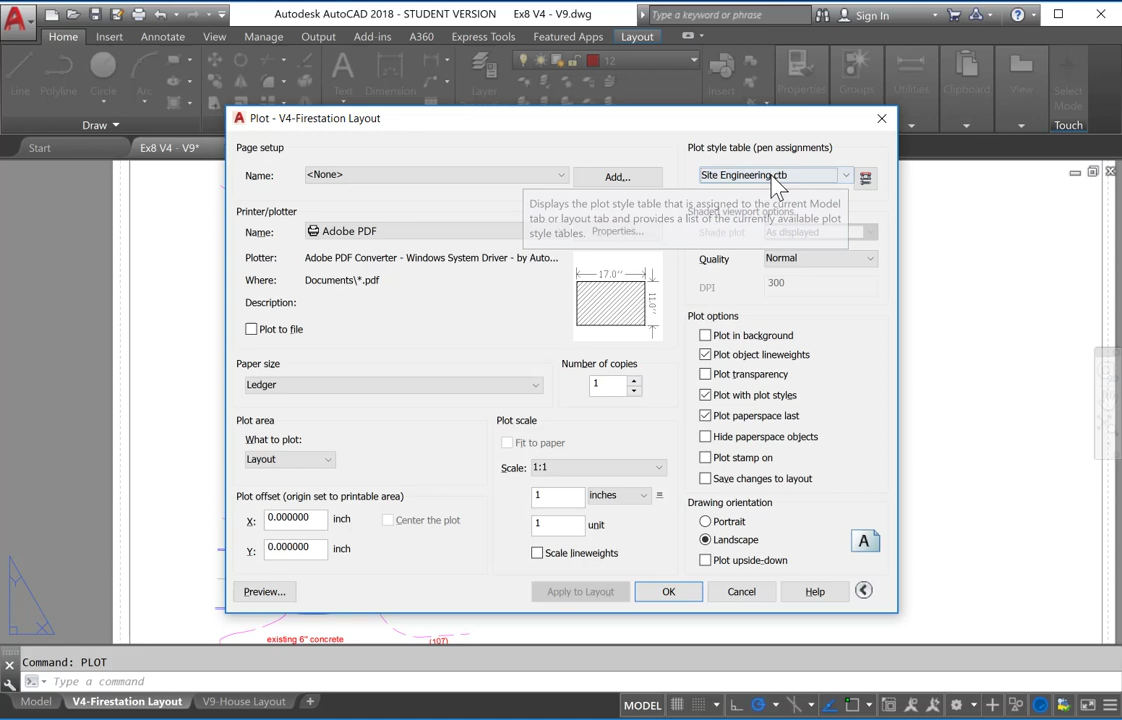 Autodesk AutoCAD 2018 - STUDENT VERSION Ex8 V4 - V9.dwg
Type a keyword or phrase
Sign In
Home Insert Annotate View Manage Output Add-ins A360 Express Tools Featured Apps Layout
12
Line Polyline Circle Arc Text Dimension Layer Insert Properties Groups Utilities Clipboard View Select
Mode
Draw Touch
Start Ex8 V4 - V9*
Plot - V4-Firestation Layout
Page setup
Name: <None> Add...
Printer/plotter
Name: Adobe PDF Properties...
Plotter: Adobe PDF Converter - Windows System Driver - by Auto...
Where: Documents\*.pdf
Description:
Plot to file
17.0''
11.0''
Paper size
Ledger
Number of copies
1
Plot area
What to plot:
Layout
Plot offset (origin set to printable area)
X: 0.000000 inch Center the plot
Y: 0.000000 inch
Plot scale
Fit to paper
Scale: 1:1
1 inches =
1 unit
Scale lineweights
Plot style table (pen assignments)
Site Engineering.ctb
Displays the plot style table that is assigned to the current Model
tab or layout tab and provides a list of the currently available plot
style tables.
Shaded viewport options
Shade plot As displayed
Quality Normal
DPI 300
Plot options
Plot in background
Plot object lineweights
Plot transparency
Plot with plot styles
Plot paperspace last
Hide paperspace objects
Plot stamp on
Save changes to layout
Drawing orientation
Portrait
Landscape
Plot upside-down
A
Preview... Apply to Layout OK Cancel Help
existing 6" concrete
(107)
Command: PLOT
Type a command
Model V4-Firestation Layout V9-House Layout +
MODEL